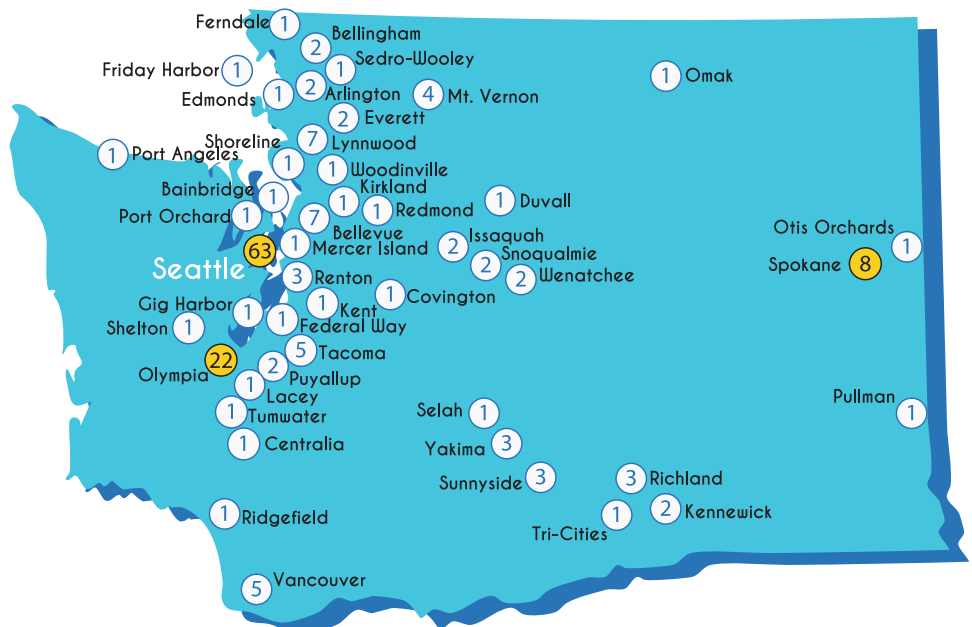 Ferndale 1
2 Bellingham
Friday Harbor 1
1 Sedro-Wooley
1 Omak
Edmonds 1
2 Arlington
4 Mt. Vernon
2 Everett
7 Lynnwood
Shoreline 1
1 Port Angeles
1 Woodinville
Bainbridge 1
1 Kirkland
1 Redmond
1 Duvall
Port Orchard 1
7 Bellevue
Otis Orchards 1
Seattle 63
1 Mercer Island
2 Issaquah
2 Snoqualmie
Spokane 8
3 Renton
2 Wenatchee
1 Covington
Gig Harbor 1
1 Kent
Shelton 1
1 Federal Way
5 Tacoma
Olympia 22
2 Puyallup
1 Lacey
Pullman 1
1 Tumwater
Selah 1
1 Centralia
Yakima 3
Sunnyside 3
3 Richland
2 Kennewick
1 Ridgefield
Tri-Cities 1
5 Vancouver